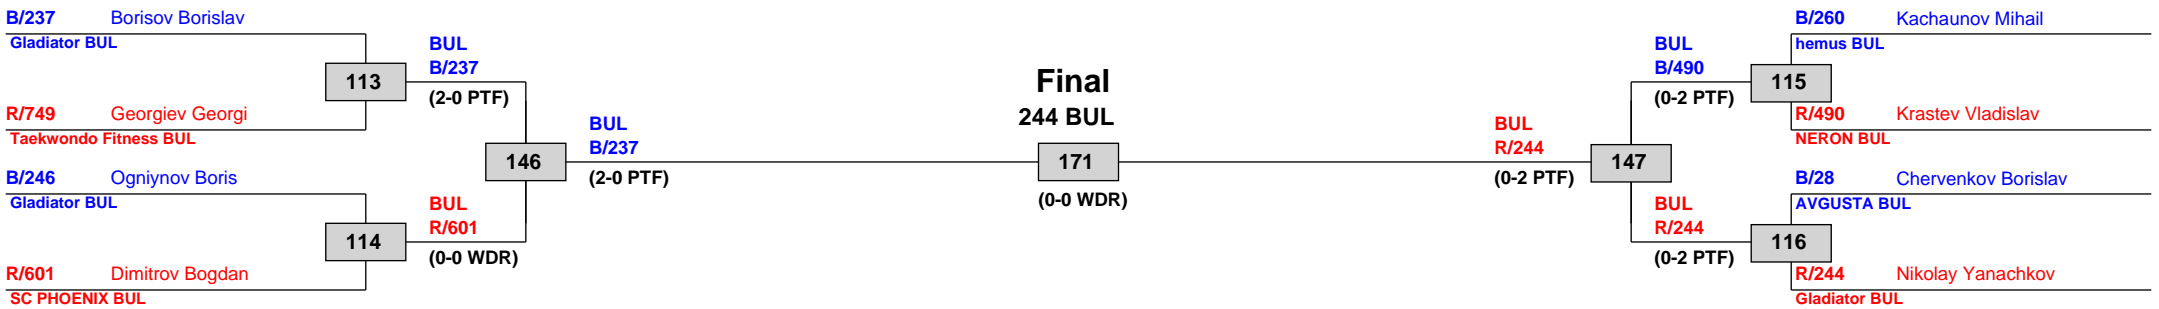 B/237 Borisov Borislav
Gladiator BUL
R/749 Georgiev Georgi
Taekwondo Fitness BUL
B/246 Ogniynov Boris
Gladiator BUL
R/601 Dimitrov Bogdan
SC PHOENIX BUL
113
114
BUL
B/237
(2-0 PTF)
BUL
R/601
(0-0 WDR)
146
BUL
B/237
(2-0 PTF)
Final
244 BUL
171
(0-0 WDR)
BUL
R/244
(0-2 PTF)
147
BUL
B/490
(0-2 PTF)
BUL
R/244
(0-2 PTF)
115
116
B/260 Kachaunov Mihail
hemus BUL
R/490 Krastev Vladislav
NERON BUL
B/28 Chervenkov Borislav
AVGUSTA BUL
R/244 Nikolay Yanachkov
Gladiator BUL